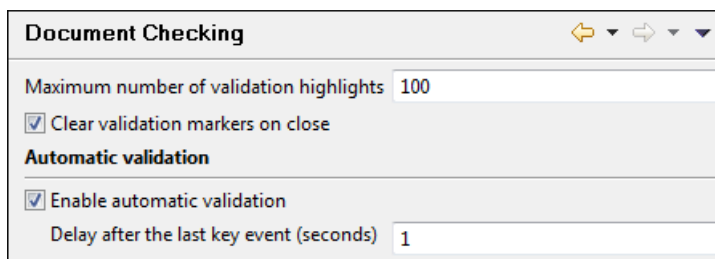 Document Checking
Maximum number of validation highlights 100
Clear validation markers on close
Automatic validation
Enable automatic validation
Delay after the last key event (seconds) 1